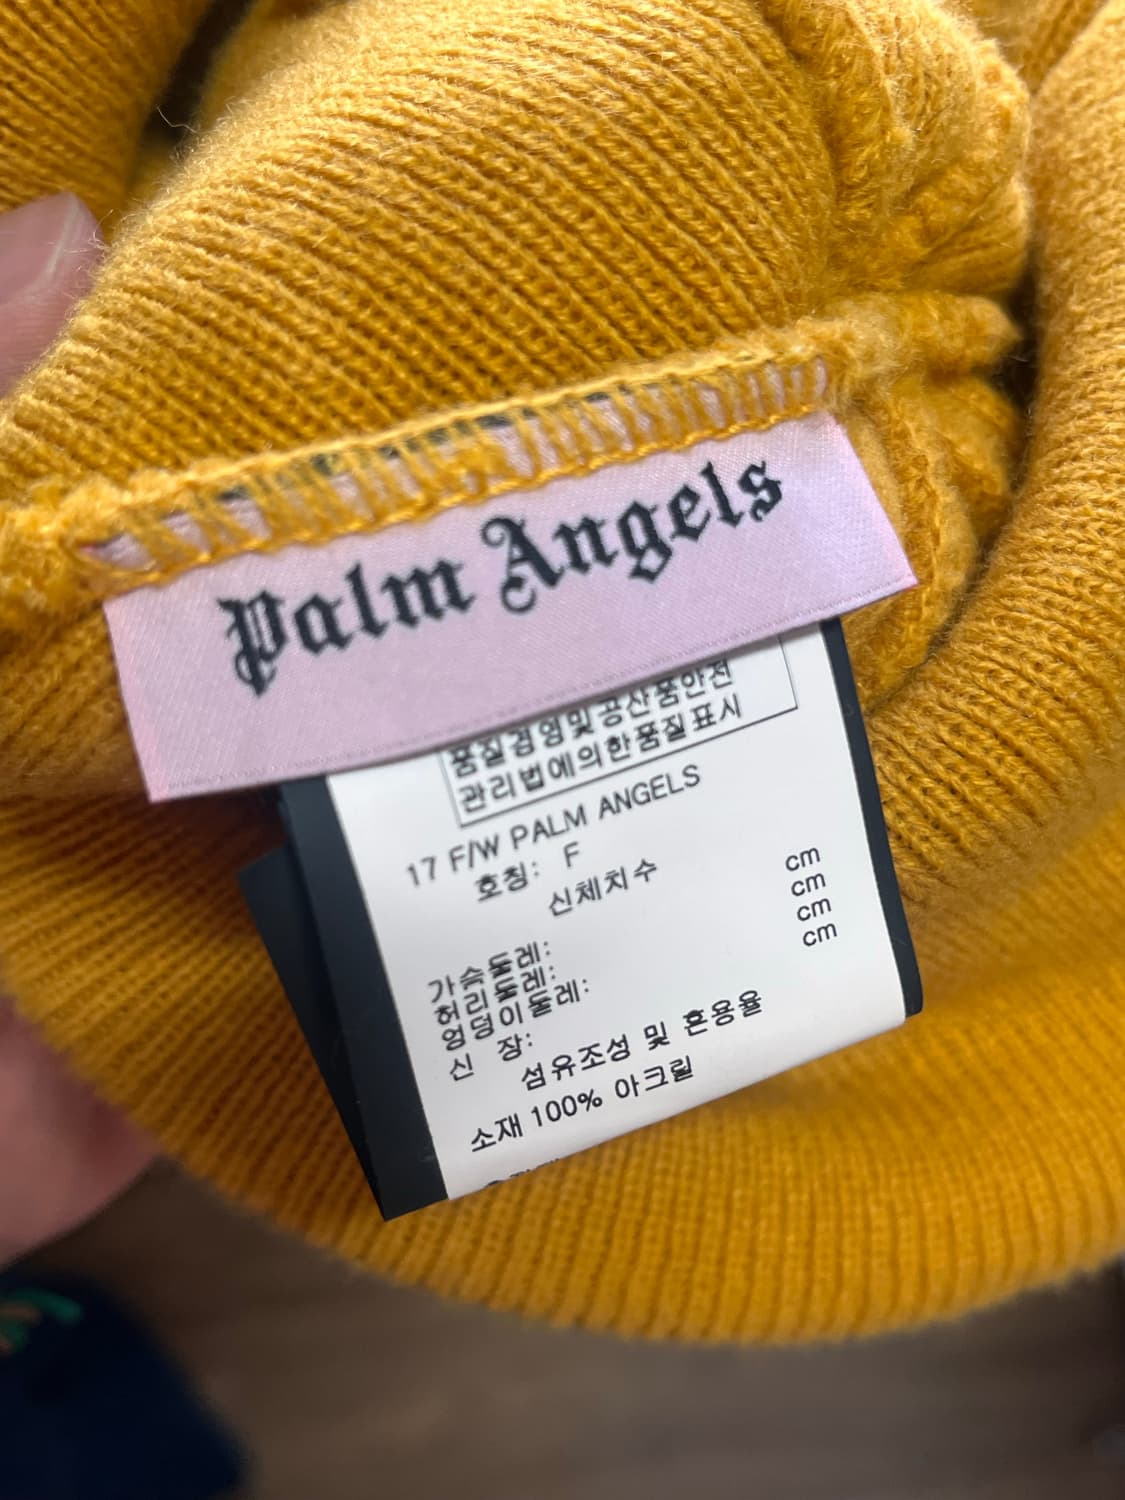 Palm Angels
품질경영및공산품안전
관리법에의한품질표시
17 F/W PALM ANGELS
호칭: F
신체치수
가슴둘레: cm
허리둘레: cm
엉덩이둘레: cm
신 장: cm
섬유조성 및 혼용율
소재 100% 아크릴